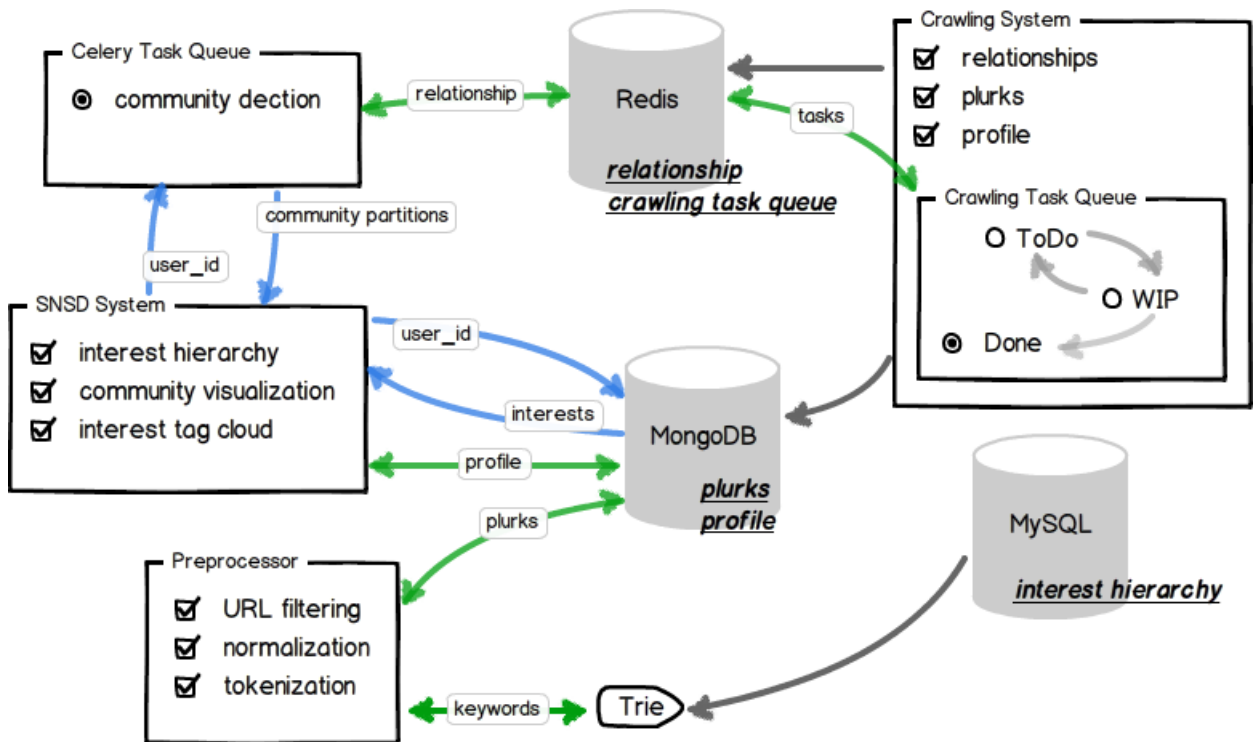 Celery Task Queue
community dection
relationship
Redis
relationship
crawling task queue
tasks
Crawling System
relationships
plurks
profile
Crawling Task Queue
ToDo
WIP
Done
user_id
community partitions
SNSD System
interest hierarchy
community visualization
interest tag cloud
user_id
interests
profile
plurks
MongoDB
plurks
profile
MySQL
interest hierarchy
Preprocessor
URL filtering
normalization
tokenization
keywords
Trie